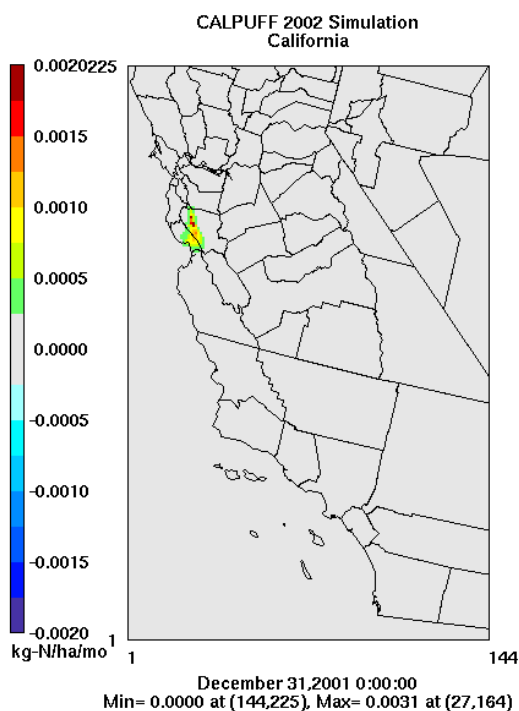 CALPUFF 2002 Simulation
California
0.0020
225
0.0015
0.0010
0.0005
0.0000
-0.0005
-0.0010
-0.0015
-0.0020
kg-N/ha/mo
1
1
144
December 31,2001 0:00:00
Min= 0.0000 at (144,225), Max= 0.0031 at (27,164)